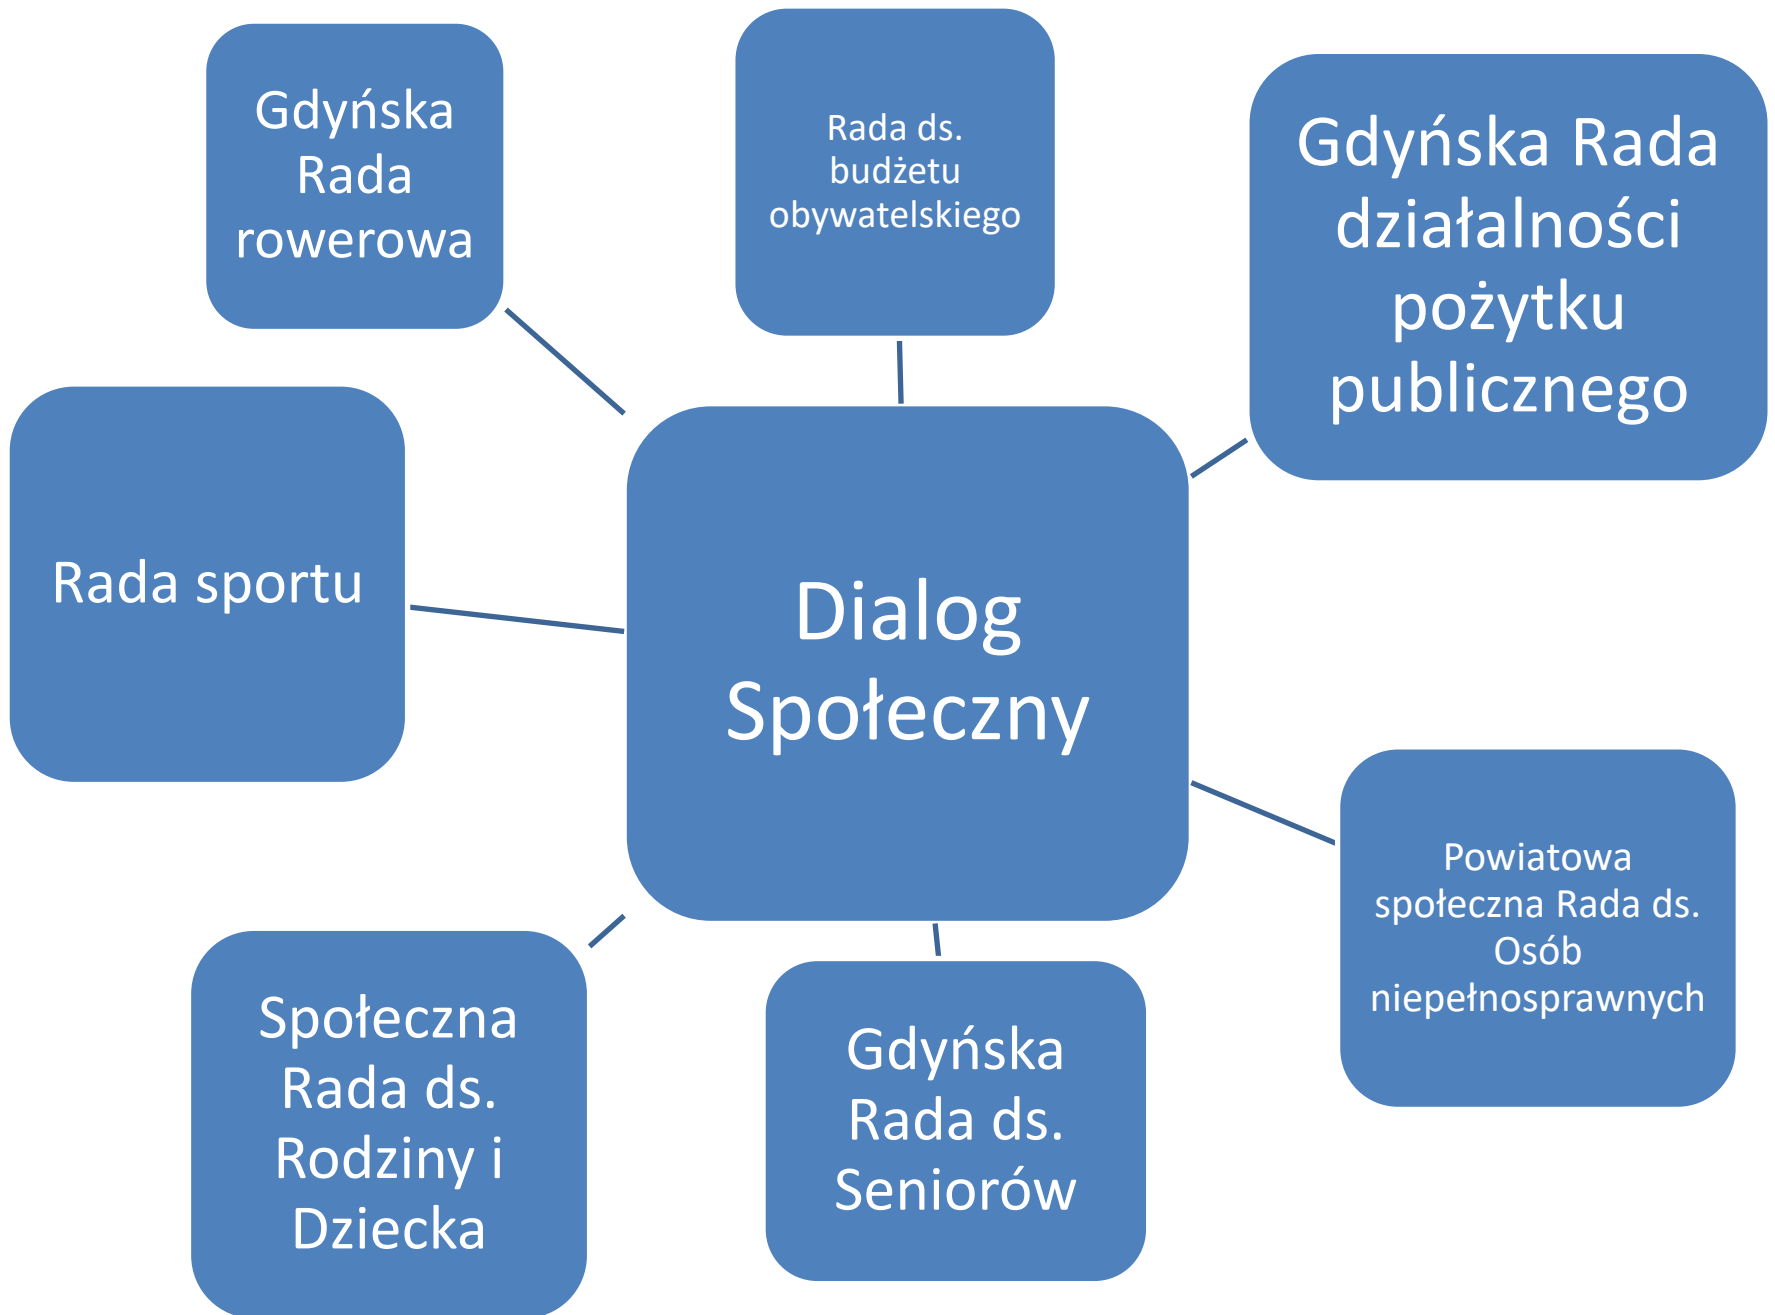 Gdyńska
Rada
rowerowa
Rada ds.
budżetu
obywatelskiego
Gdyńska Rada
działalności
pożytku
publicznego
Rada sportu
Dialog
Społeczny
Powiatowa
społeczna Rada ds.
Osób
niepełnosprawnych
Społeczna
Rada ds.
Rodziny i
Dziecka
Gdyńska
Rada ds.
Seniorów